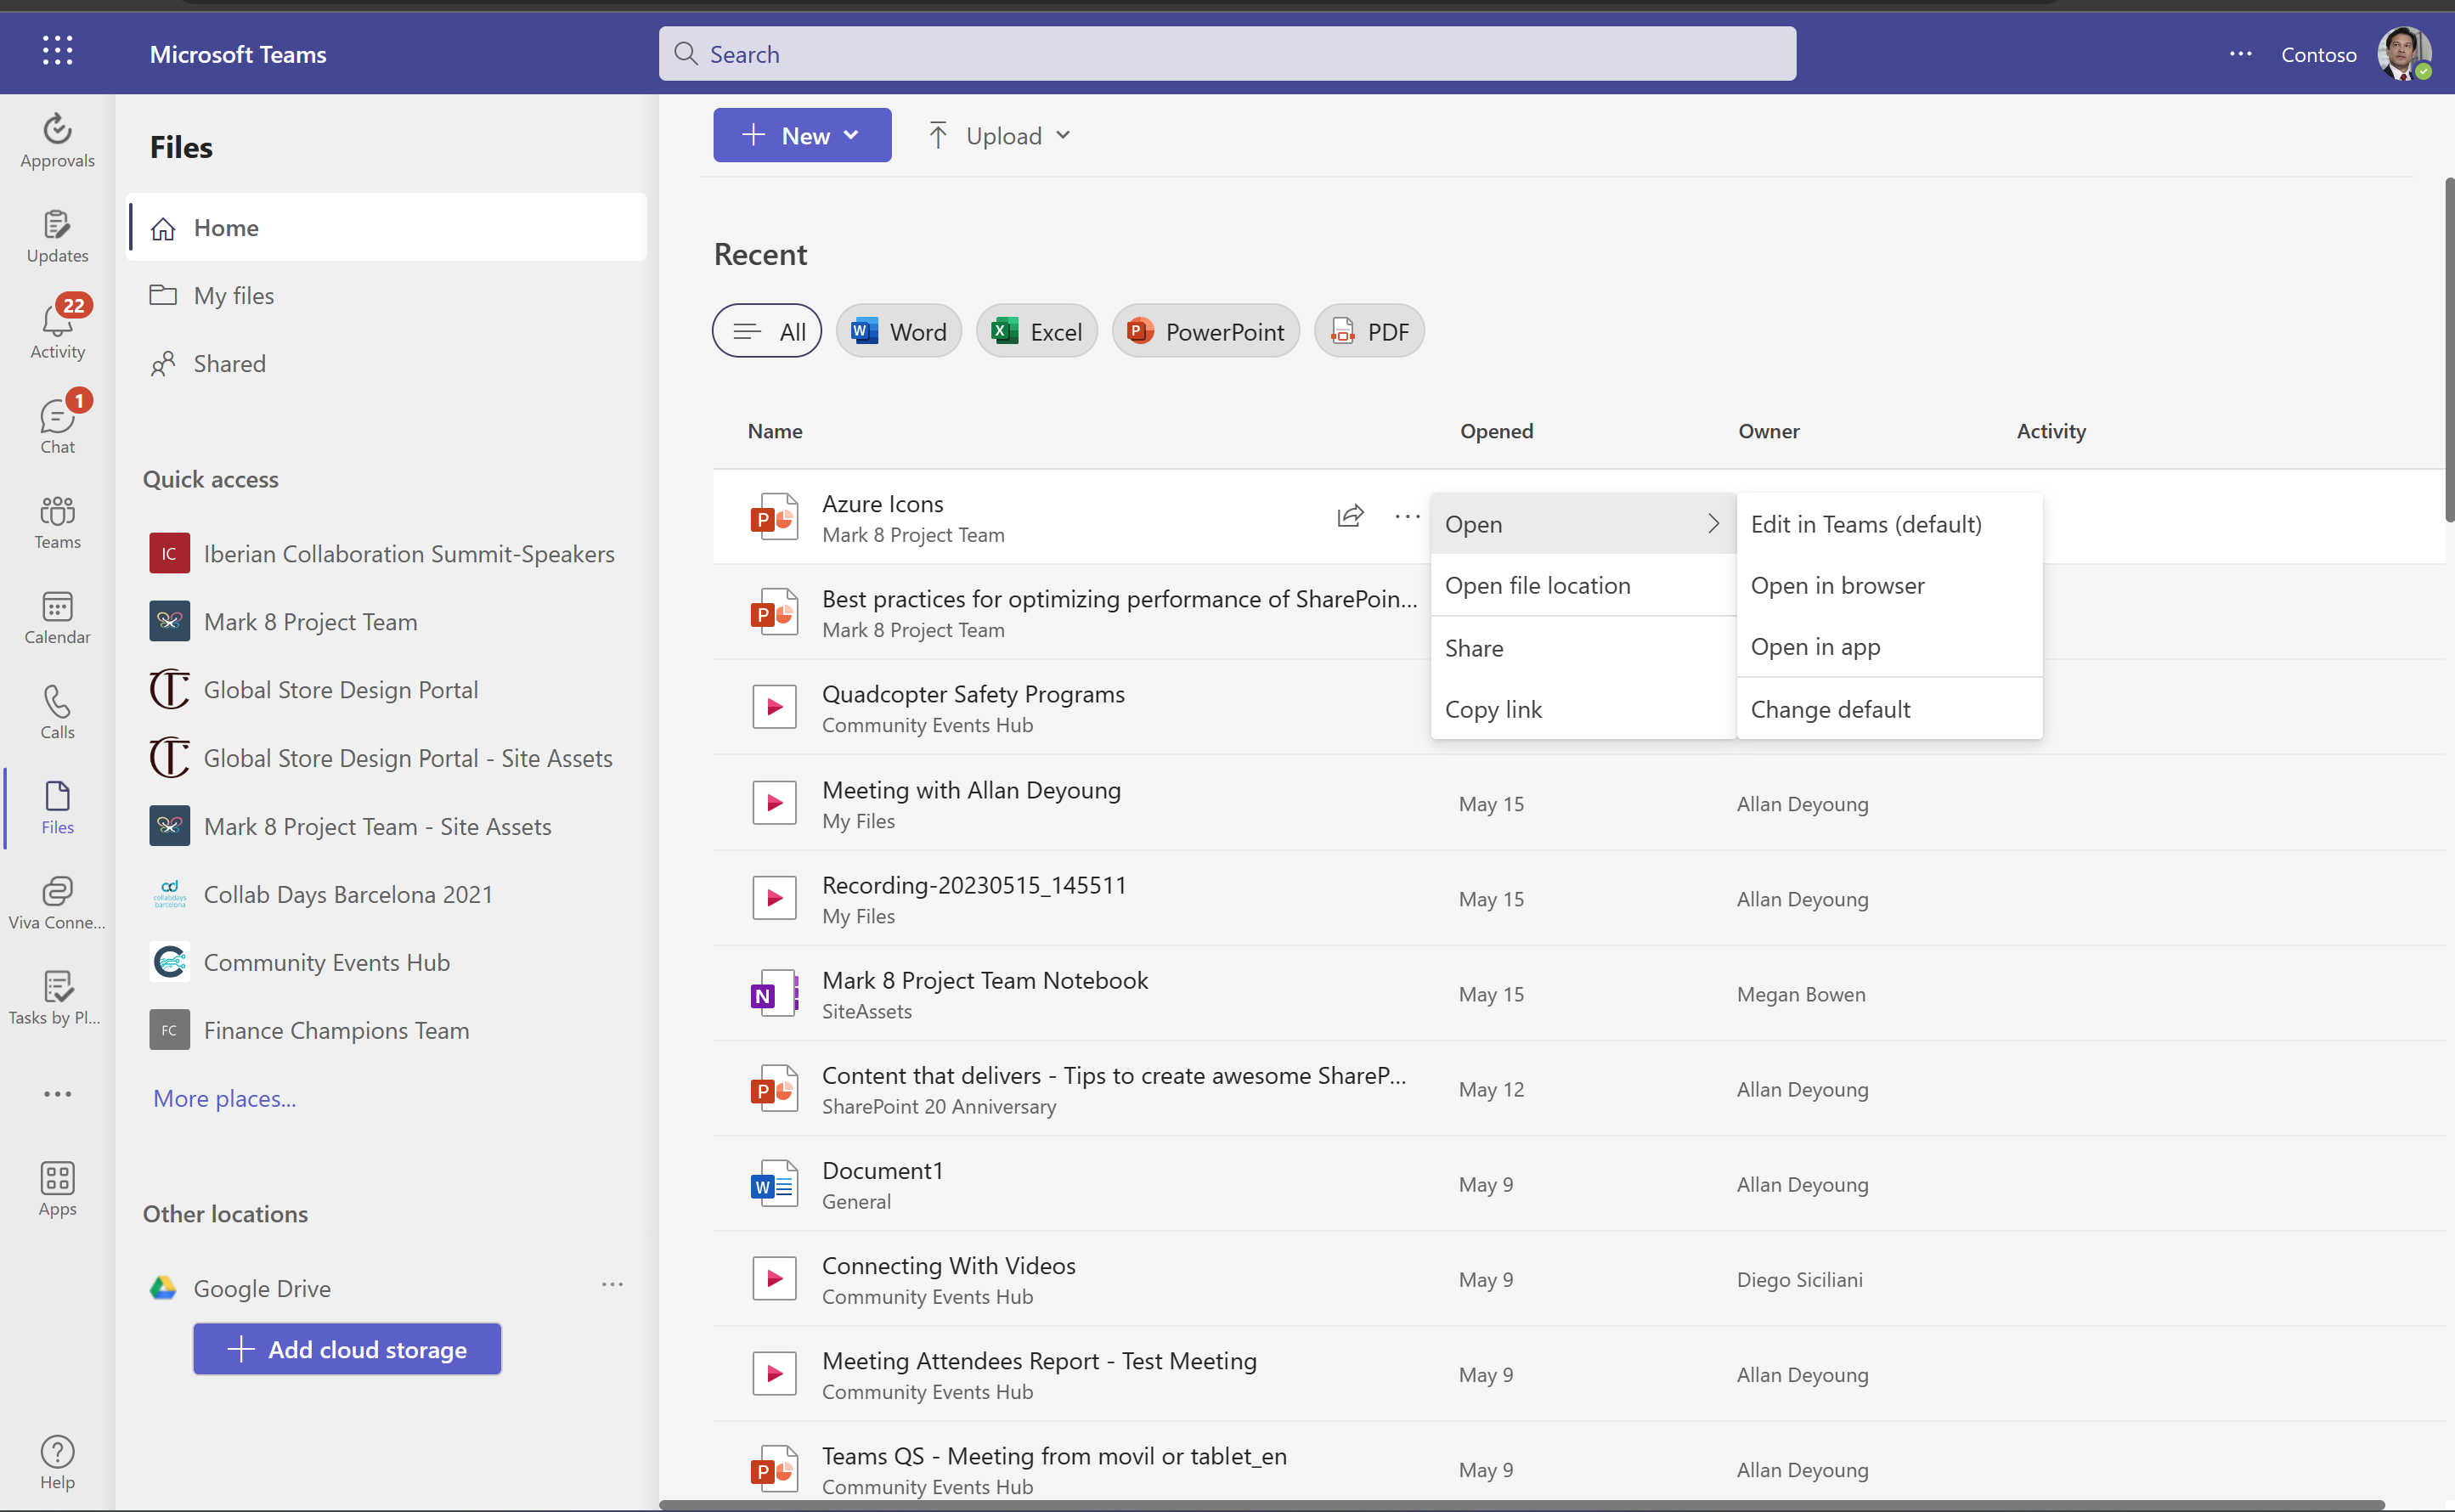 Microsoft Teams
Search
Contoso
Approvals
Updates
22
Activity
1
Chat
Teams
Calendar
Calls
Files
Viva Conne...
Tasks by Pl...
Apps
Help
Files
Home
My files
Shared
Quick access
IC Iberian Collaboration Summit-Speakers
Mark 8 Project Team
Global Store Design Portal
Global Store Design Portal - Site Assets
Mark 8 Project Team - Site Assets
cd collabdays barcelona Collab Days Barcelona 2021
Community Events Hub
FC Finance Champions Team
More places...
Other locations
Google Drive
Add cloud storage
New
Upload
Recent
All
W Word
X Excel
P PowerPoint
PDF
Name Opened Owner Activity
P Azure Icons
Mark 8 Project Team
P Best practices for optimizing performance of SharePoin...
Mark 8 Project Team
Quadcopter Safety Programs
Community Events Hub
Open
Open file location
Share
Copy link
Edit in Teams (default)
Open in browser
Open in app
Change default
Meeting with Allan Deyoung May 15 Allan Deyoung
My Files
Recording-20230515_145511 May 15 Allan Deyoung
My Files
N Mark 8 Project Team Notebook May 15 Megan Bowen
SiteAssets
P Content that delivers - Tips to create awesome ShareP... May 12 Allan Deyoung
SharePoint 20 Anniversary
W Document1 May 9 Allan Deyoung
General
Connecting With Videos May 9 Diego Siciliani
Community Events Hub
Meeting Attendees Report - Test Meeting May 9 Allan Deyoung
Community Events Hub
P Teams QS - Meeting from movil or tablet_en May 9 Allan Deyoung
Community Events Hub